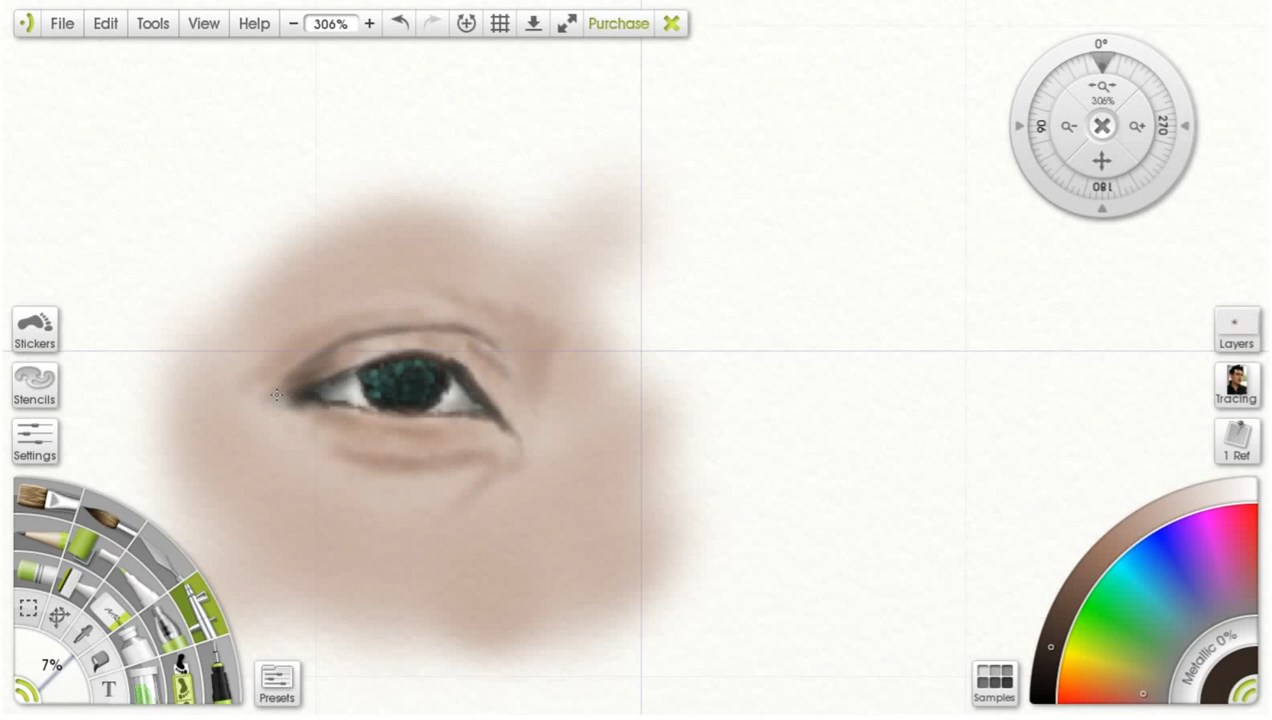 File Edit Tools View Help − 306% + Purchase
0°
306%
90 270
180
Stickers
Stencils
Settings
Layers
Tracing
1 Ref
7%
T
Presets
Samples
Metallic 0%